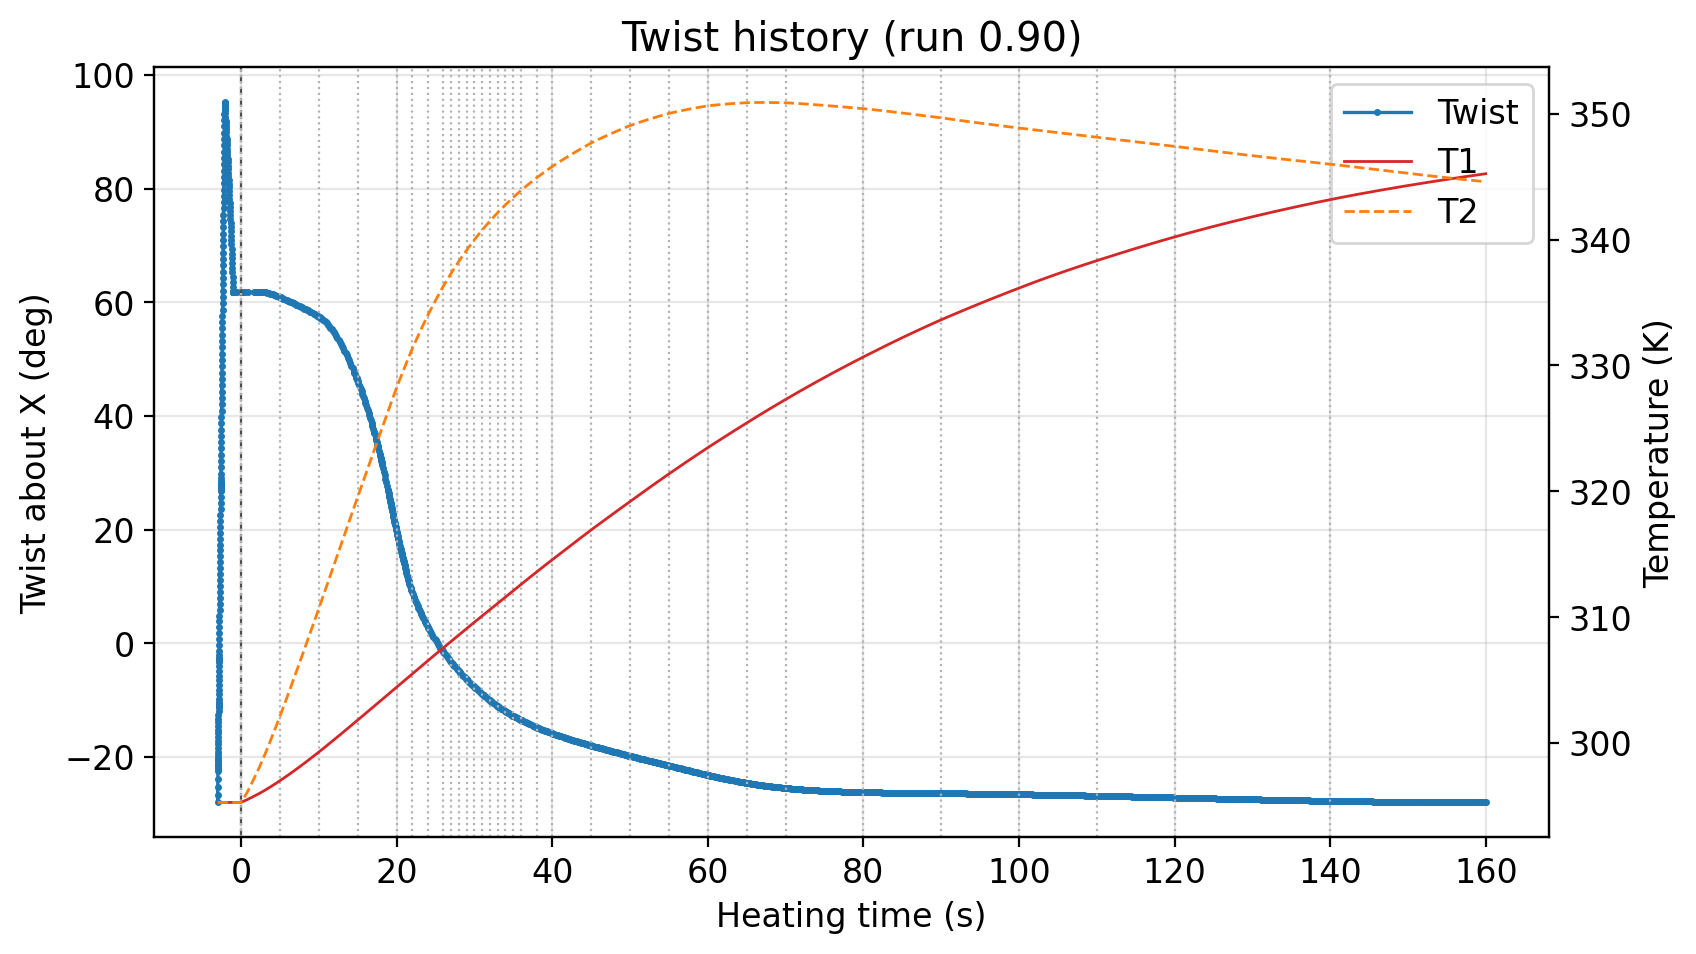 Twist history (run 0.90)
Twist about X (deg)
100
80
60
40
20
0
−20
Twist
T1
T2
350
340
330
320
310
300
Temperature (K)
0 20 40 60 80 100 120 140 160
Heating time (s)